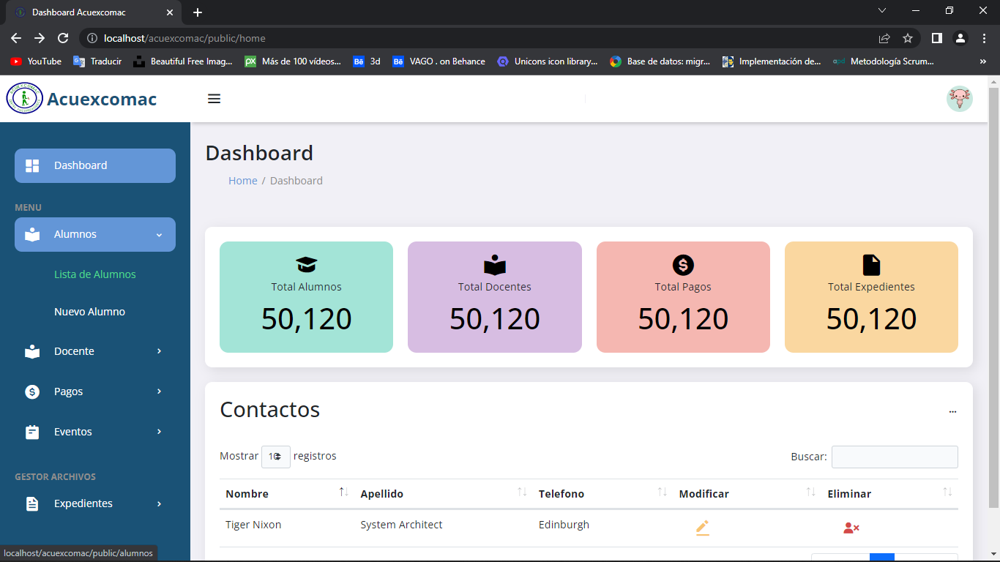 Dashboard Acuexcomac
localhost/acuexcomac/public/home
YouTube Traducir Beautiful Free Imag... Más de 100 vídeos... 3d VAGO . on Behance Unicons icon library... Base de datos: migr... Implementación de... Metodología Scrum...
Acuexcomac
Dashboard
Home / Dashboard
Dashboard
MENU
Alumnos
Lista de Alumnos
Nuevo Alumno
Docente
Pagos
Eventos
GESTOR ARCHIVOS
Expedientes
Total Alumnos
50,120
Total Docentes
50,120
Total Pagos
50,120
Total Expedientes
50,120
Contactos
Mostrar 10 registros
Buscar:
Nombre Apellido Telefono Modificar Eliminar
Tiger Nixon System Architect Edinburgh
localhost/acuexcomac/public/alumnos